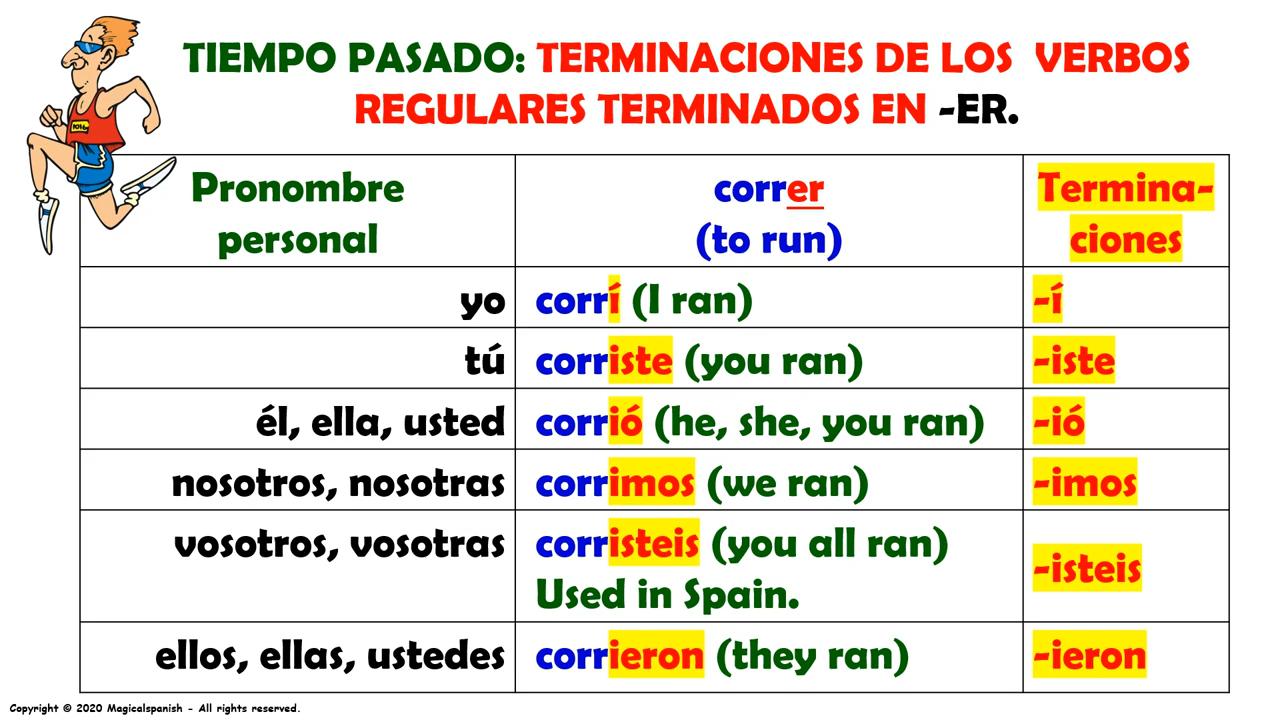 TIEMPO PASADO: TERMINACIONES DE LOS VERBOS
REGULARES TERMINADOS EN -ER.
Pronombre
personal
correr
(to run)
Termina-
ciones
yo
corrí (I ran)
-í
tú
corriste (you ran)
-iste
él, ella, usted
corrió (he, she, you ran)
-ió
nosotros, nosotras
corrimos (we ran)
-imos
vosotros, vosotras
corristeis (you all ran)
Used in Spain.
-isteis
ellos, ellas, ustedes
corrieron (they ran)
-ieron
Copyright © 2020 Magicalspanish - All rights reserved.